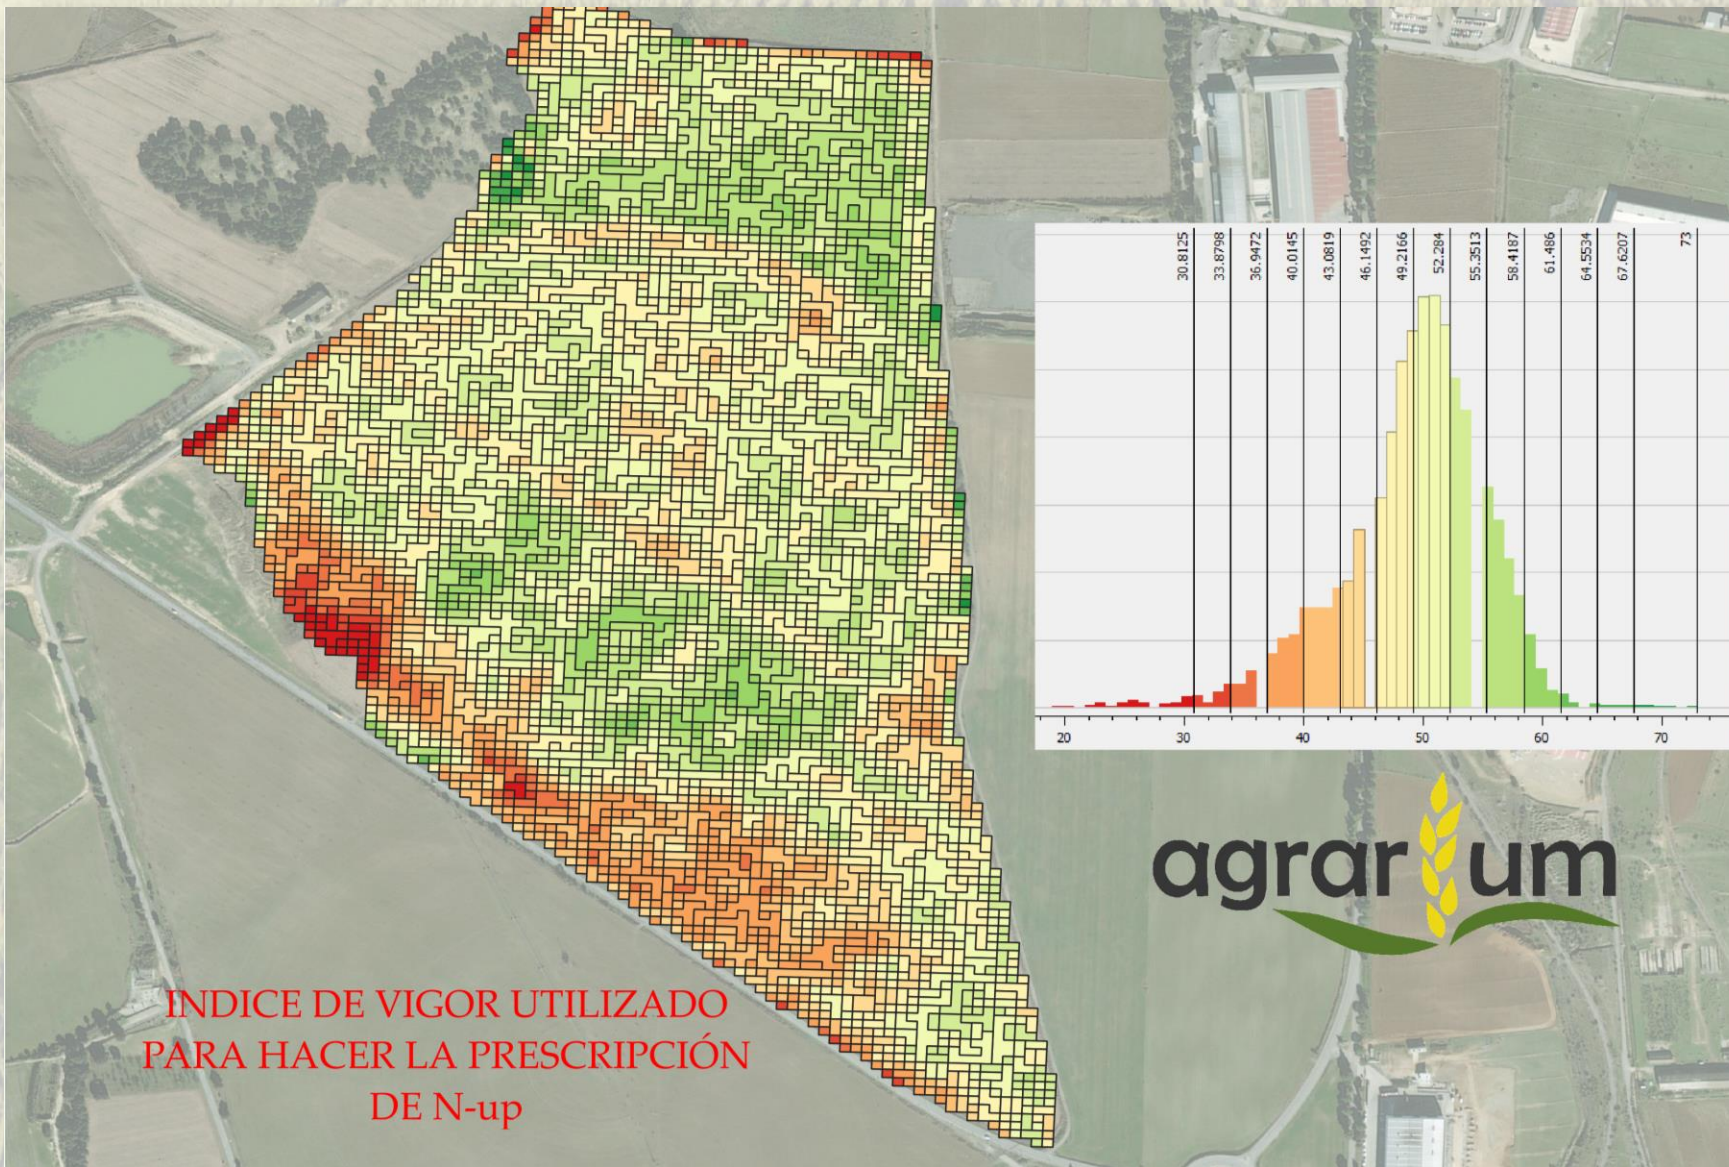 30.8125
33.8798
36.9472
40.0145
43.0819
46.1492
49.2166
52.284
55.3513
58.4187
61.486
64.5534
67.6207
73
20 30 40 50 60 70
agrarium
INDICE DE VIGOR UTILIZADO
PARA HACER LA PRESCRIPCIÓN
DE N-up